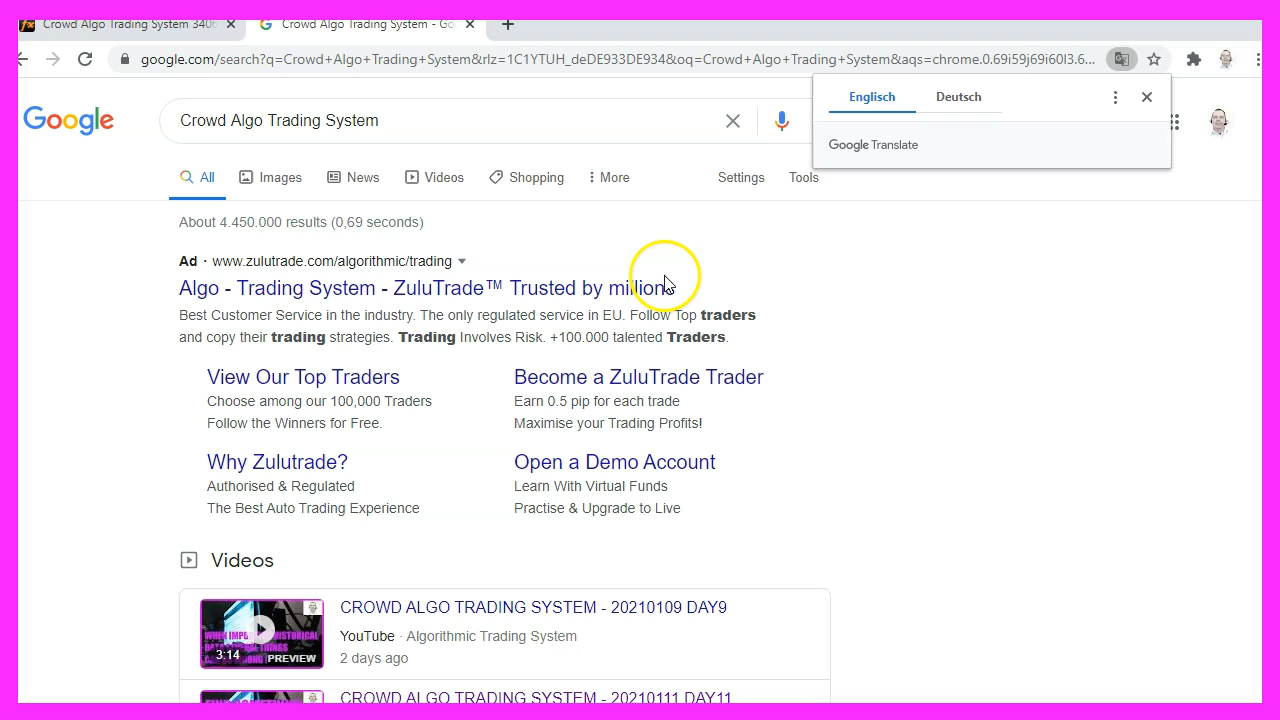 Crowd Algo Trading System 3406
Crowd Algo Trading System - Go
google.com/search?q=Crowd+Algo+Trading+System&rlz=1C1YTUH_deDE933DE934&oq=Crowd+Algo+Trading+System&aqs=chrome.0.69i59j69i60l3.6...
Englisch Deutsch
Google Translate
Google
Crowd Algo Trading System
All Images News Videos Shopping More Settings Tools
About 4.450.000 results (0,69 seconds)
Ad · www.zulutrade.com/algorithmic/trading
Algo - Trading System - ZuluTrade™ Trusted by millions
Best Customer Service in the industry. The only regulated service in EU. Follow Top traders
and copy their trading strategies. Trading Involves Risk. +100.000 talented Traders.
View Our Top Traders
Choose among our 100,000 Traders
Follow the Winners for Free.
Become a ZuluTrade Trader
Earn 0.5 pip for each trade
Maximise your Trading Profits!
Why Zulutrade?
Authorised & Regulated
The Best Auto Trading Experience
Open a Demo Account
Learn With Virtual Funds
Practise & Upgrade to Live
Videos
WHEN IMPO HISTORICAL
THINGS
3:14
PREVIEW
CROWD ALGO TRADING SYSTEM - 20210109 DAY9
YouTube · Algorithmic Trading System
2 days ago
CROWD ALGO TRADING SYSTEM - 20210111 DAY11